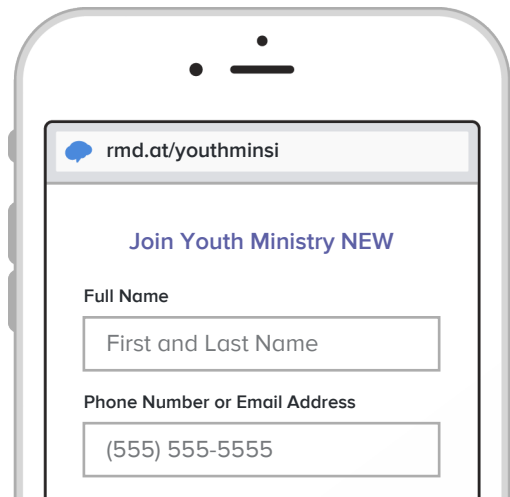 rmd.at/youthminsi
Join Youth Ministry NEW
Full Name
First and Last Name
Phone Number or Email Address
(555) 555-5555